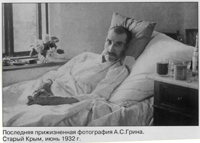 Последняя прижизненная фотография А.С.Грина.
Старый Крым, июнь 1932 г.